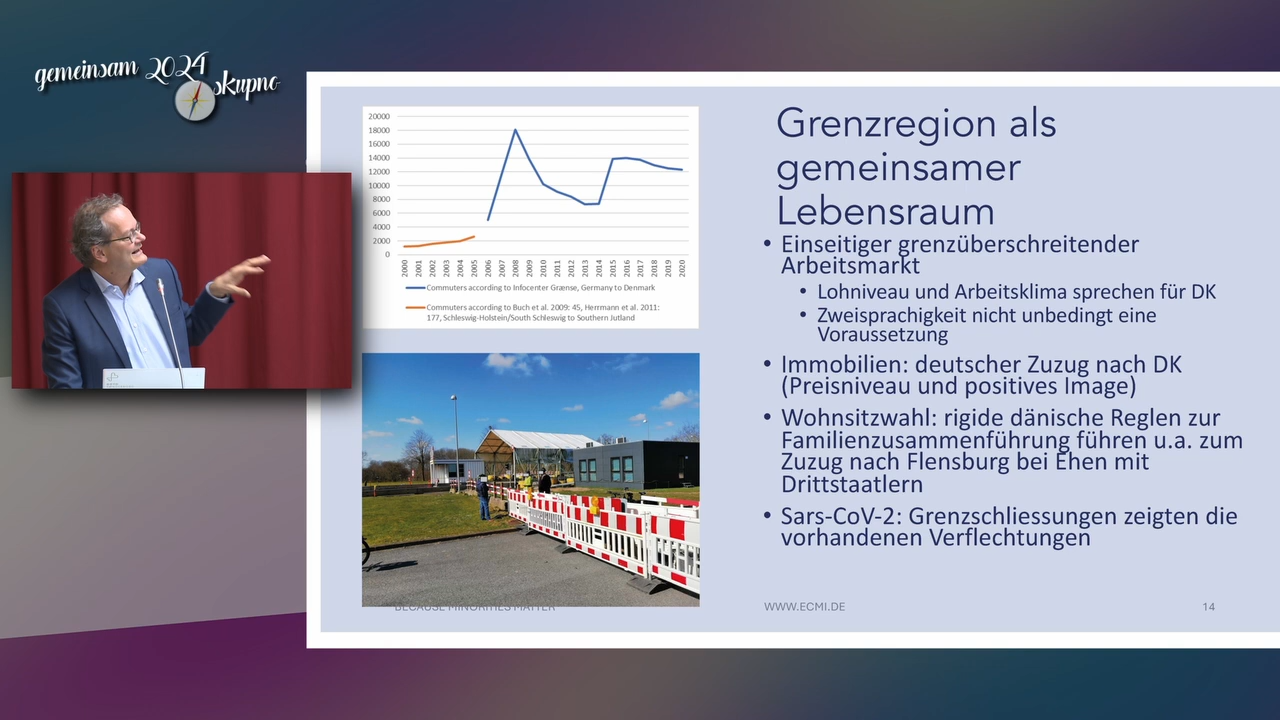 gemeinsam 2024
skupno
20000
18000
16000
14000
12000
10000
8000
6000
4000
2000
0
2000 2001 2002 2003 2004 2005 2006 2007 2008 2009 2010 2011 2012 2013 2014 2015 2016 2017 2018 2019 2020
Commuters according to Infocenter Grænse, Germany to Denmark
Commuters according to Buch et al. 2009: 45, Herrmann et al. 2011:
177, Schleswig-Holstein/South Schleswig to Southern Jutland
Grenzregion als
gemeinsamer
Lebensraum
• Einseitiger grenzüberschreitender
Arbeitsmarkt
• Lohniveau und Arbeitsklima sprechen für DK
• Zweisprachigkeit nicht unbedingt eine
Voraussetzung
• Immobilien: deutscher Zuzug nach DK
(Preisniveau und positives Image)
• Wohnsitzwahl: rigide dänische Reglen zur
Familienzusammenführung führen u.a. zum
Zuzug nach Flensburg bei Ehen mit
Drittstaatlern
• Sars-CoV-2: Grenzschliessungen zeigten die
vorhandenen Verflechtungen
BECAUSE MINORITIES MATTER
WWW.ECMI.DE
14